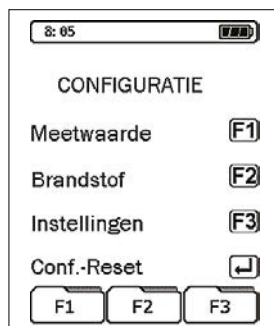 8:05
CONFIGURATIE
Meetwaarde F1
Brandstof F2
Instellingen F3
Conf.-Reset ↵
F1 F2 F3